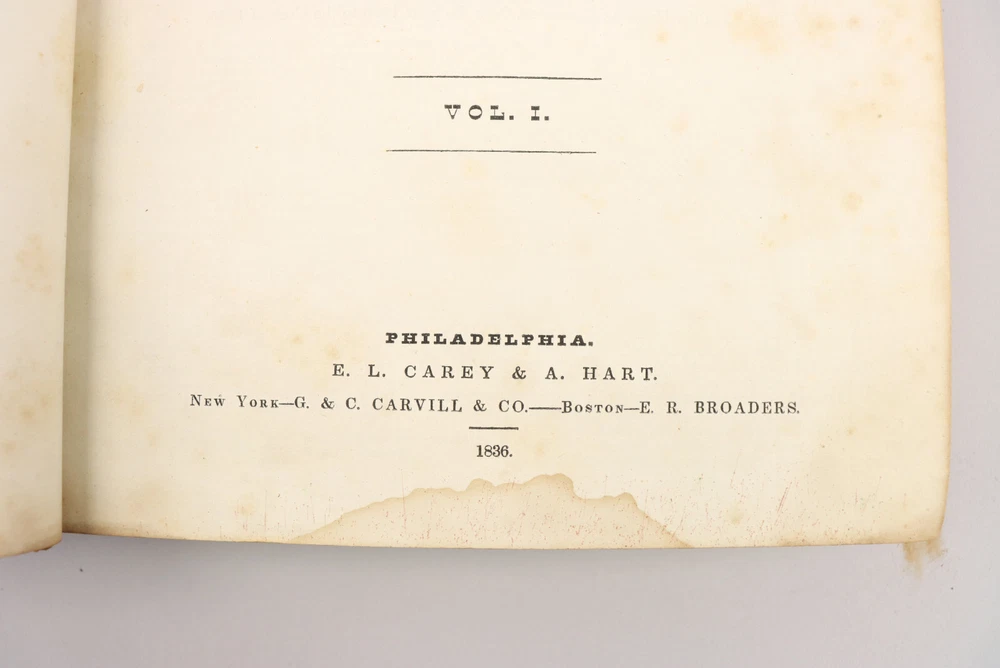 VOL. I.
PHILADELPHIA.
E. L. CAREY & A. HART.
New York—G. & C. CARVILL & CO.——Boston—E. R. BROADERS.
1836.